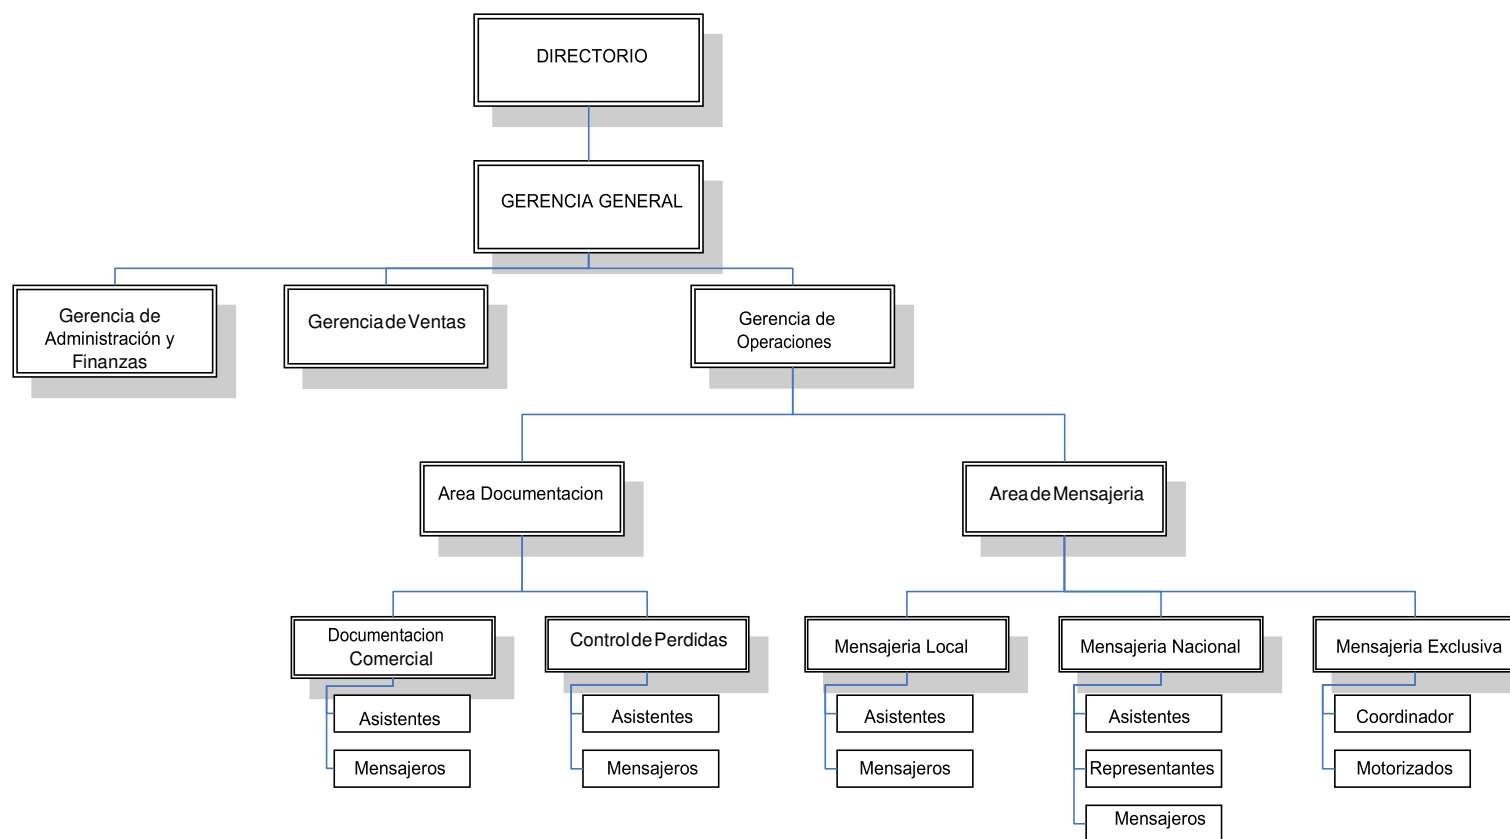 DIRECTORIO
GERENCIA GENERAL
Gerencia de
Administración y
Finanzas
Gerencia de Ventas
Gerencia de
Operaciones
Area Documentacion
Area de Mensajeria
Documentacion
Comercial
Control de Perdidas
Mensajeria Local
Mensajeria Nacional
Mensajeria Exclusiva
Asistentes
Asistentes
Asistentes
Asistentes
Coordinador
Mensajeros
Mensajeros
Mensajeros
Representantes
Motorizados
Mensajeros